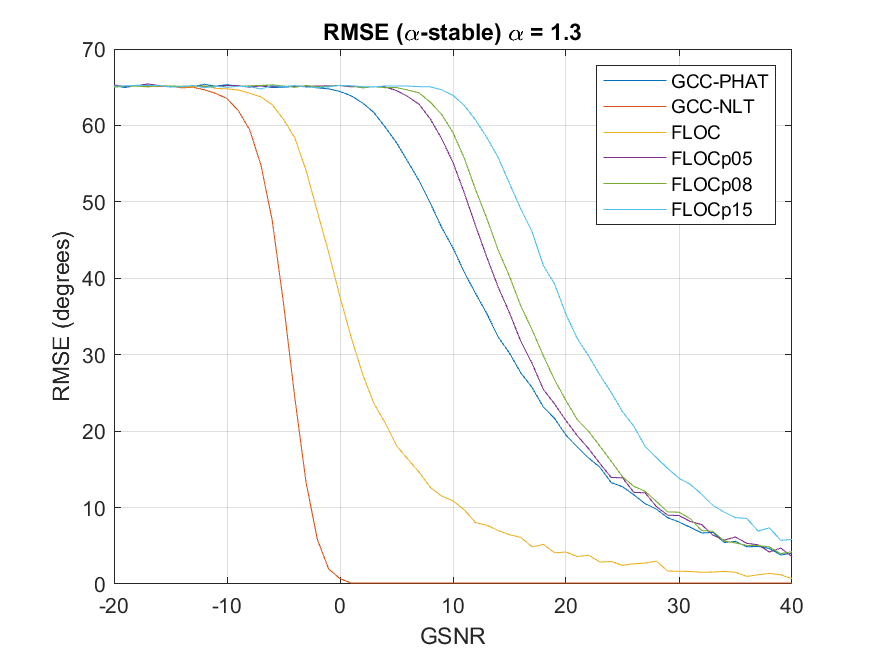 RMSE (α-stable) α = 1.3
70
60
50
40
30
20
10
0
-20 -10 0 10 20 30 40
RMSE (degrees)
GSNR
GCC-PHAT
GCC-NLT
FLOC
FLOCp05
FLOCp08
FLOCp15